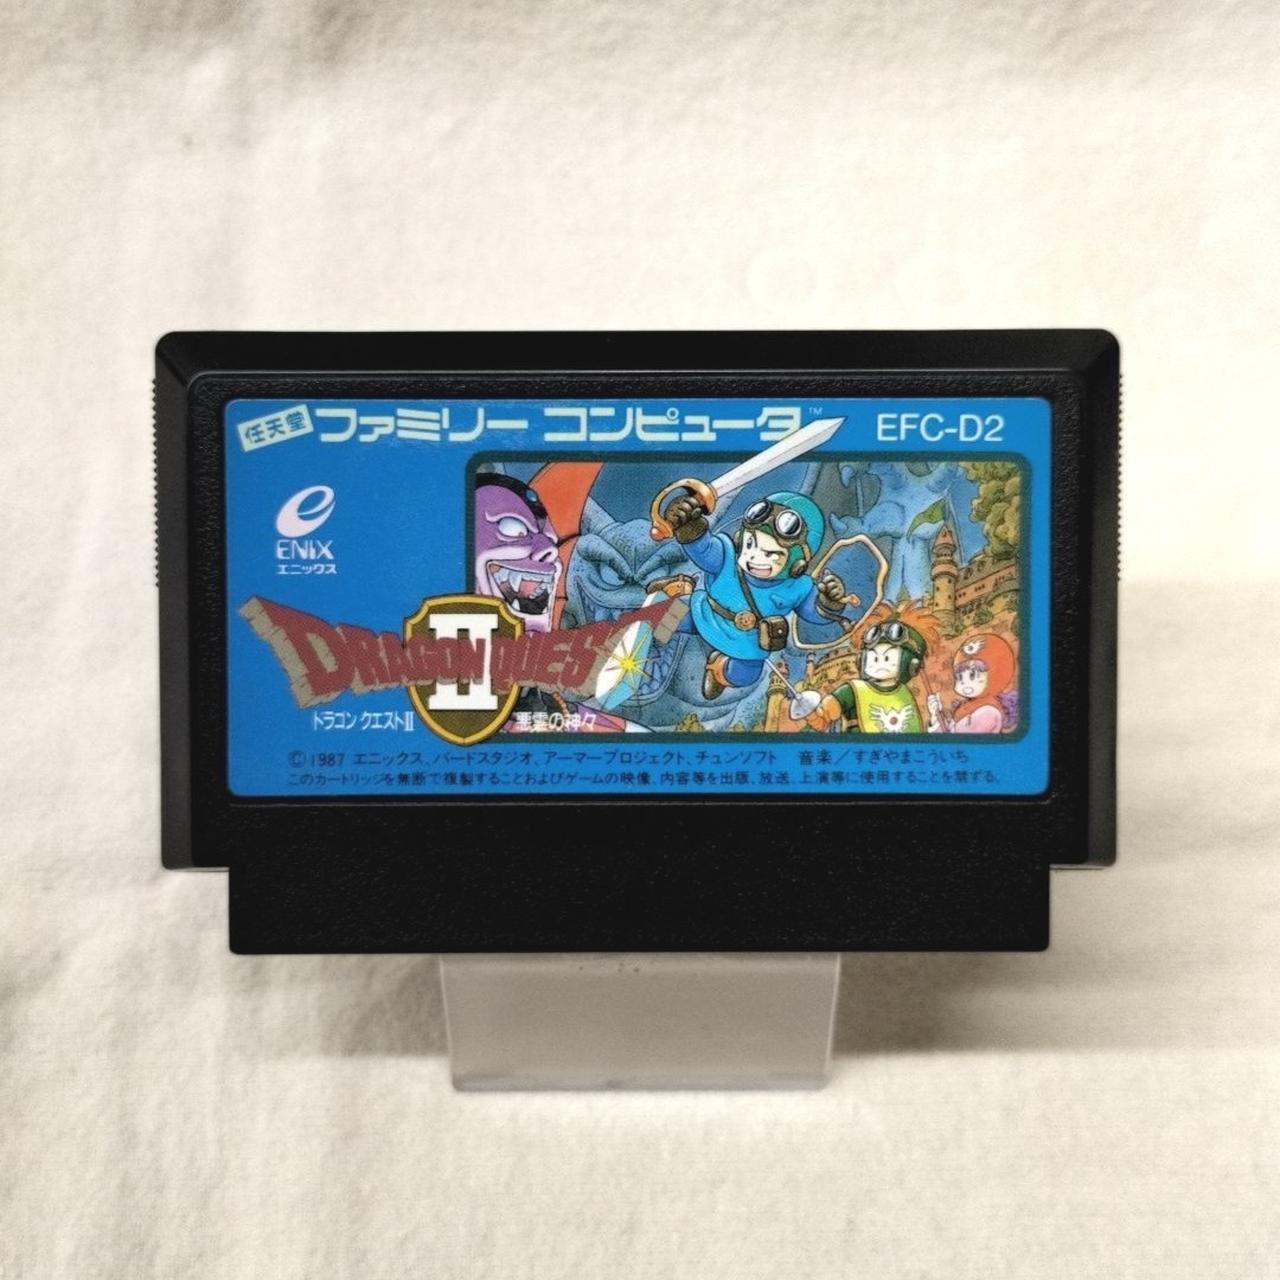 任天堂 ファミリー コンピュータ™ EFC-D2
e
ENIX
エニックス
DRAGON QUEST
II
ドラゴン クエストII 悪霊の神々
©1987 エニックス、バードスタジオ、アーマープロジェクト、チュンソフト 音楽/すぎやまこういち
このカートリッジを無断で複製することおよびゲームの映像、内容等を出版、放送、上演等に使用することを禁ずる。